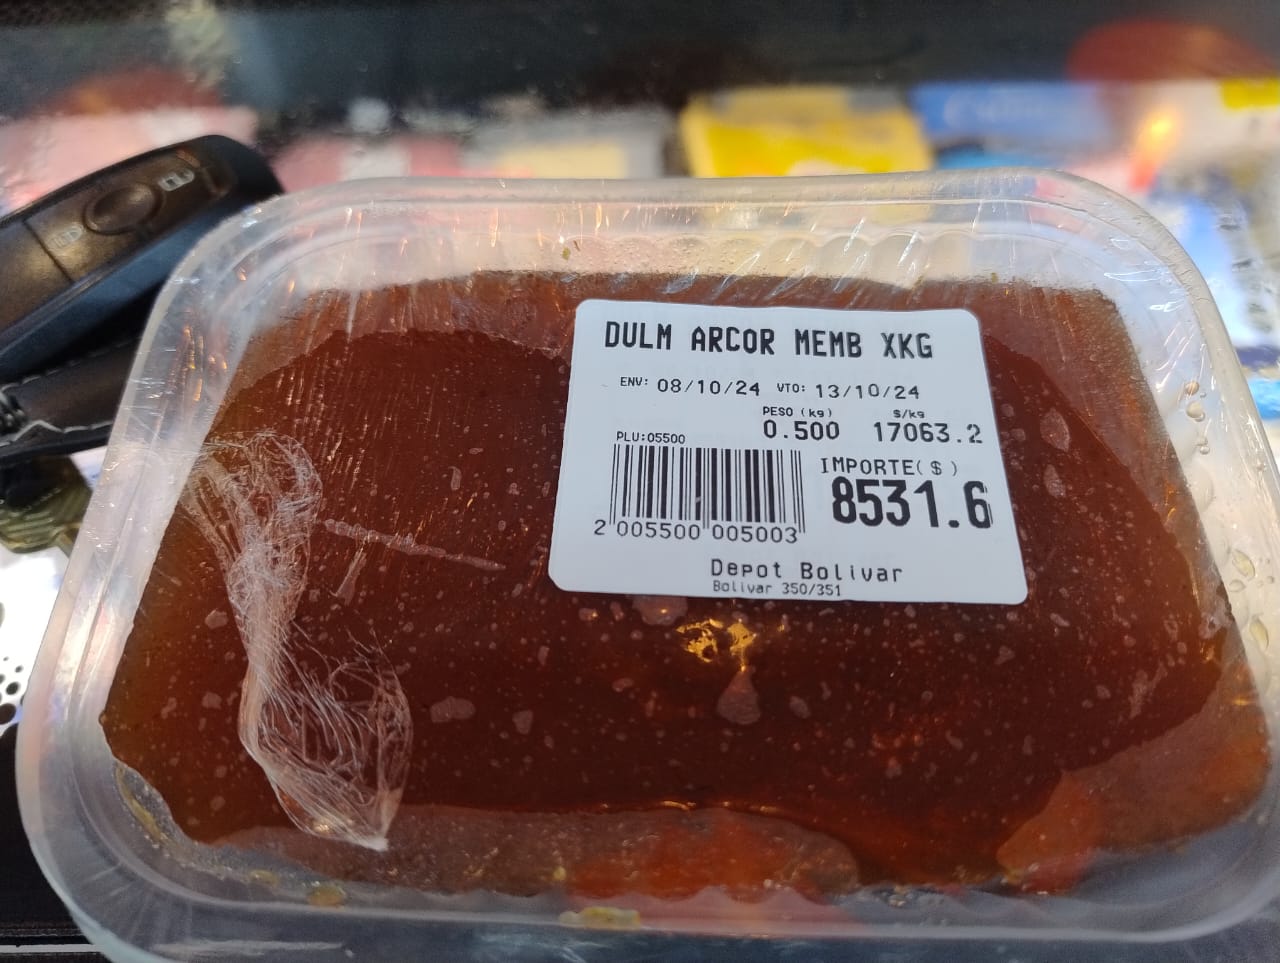 DULM ARCOR MEMB XKG
ENV: 08/10/24 VTO: 13/10/24
PESO (kg) $/kg
0.500 17063.2
PLU:05500
IMPORTE($)
8531.6
2 005500 005003
Depot Bolivar
Bolivar 350/351